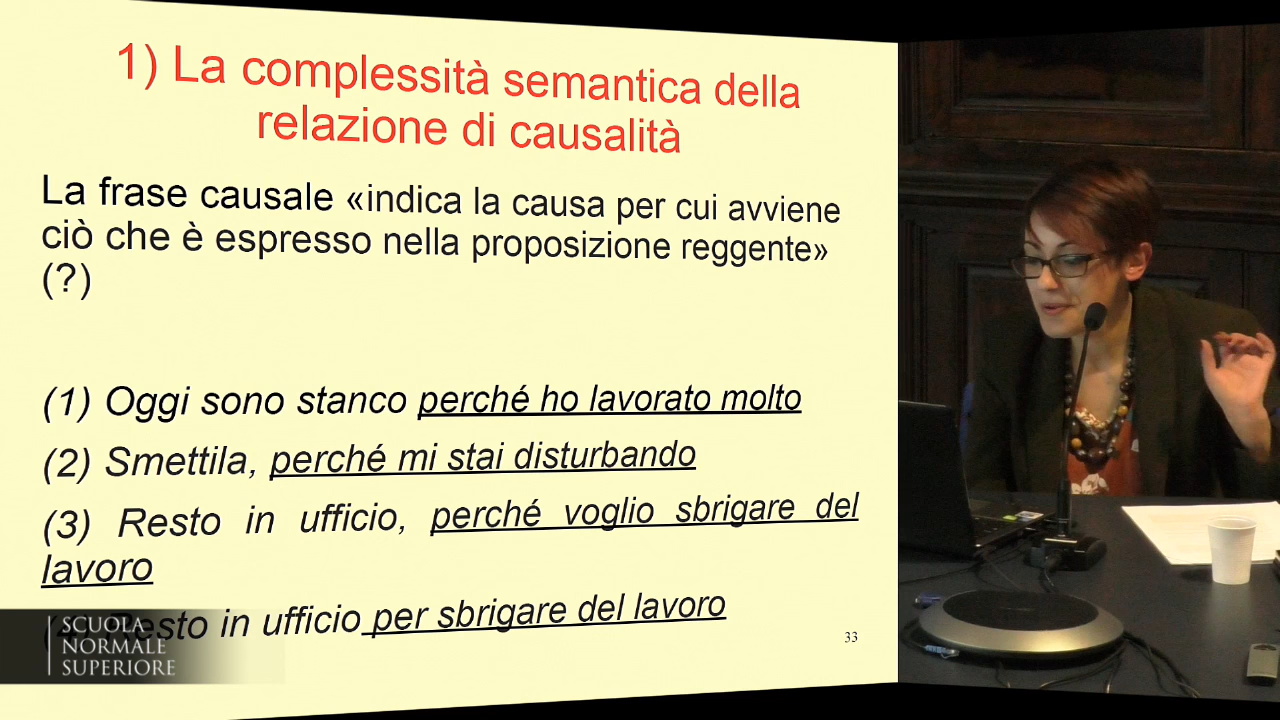 1) La complessità semantica della
relazione di causalità
La frase causale «indica la causa per cui avviene
ciò che è espresso nella proposizione reggente»
(?)
(1) Oggi sono stanco perché ho lavorato molto
(2) Smettila, perché mi stai disturbando
(3) Resto in ufficio, perché voglio sbrigare del
lavoro
(4) Resto in ufficio per sbrigare del lavoro
33
SCUOLA
NORMALE
SUPERIORE